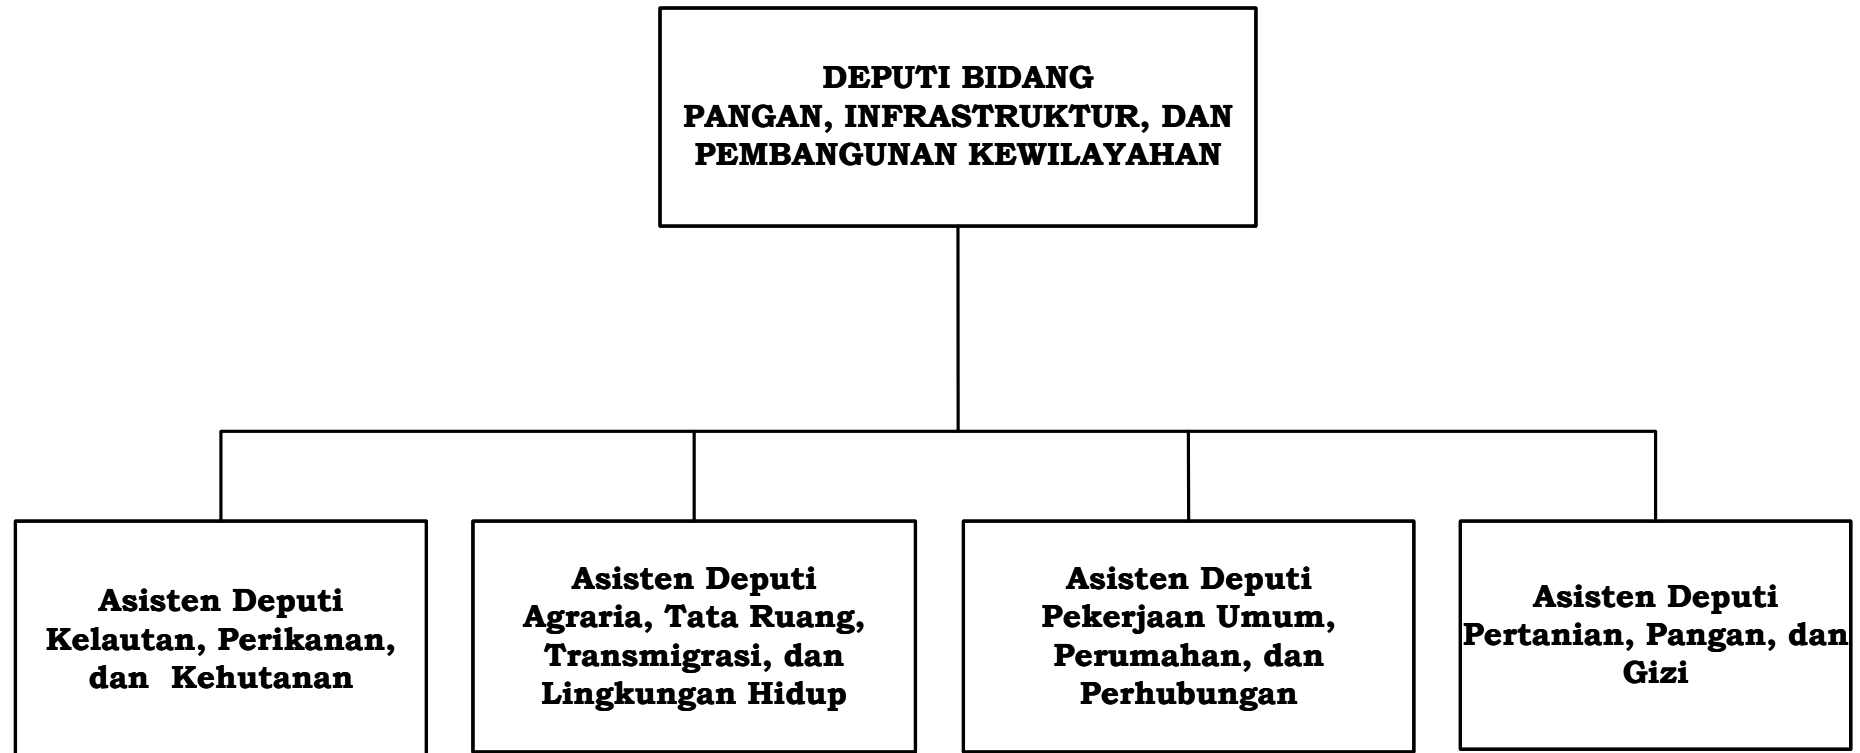 DEPUTI BIDANG
PANGAN, INFRASTRUKTUR, DAN
PEMBANGUNAN KEWILAYAHAN
Asisten Deputi
Kelautan, Perikanan,
dan Kehutanan
Asisten Deputi
Agraria, Tata Ruang,
Transmigrasi, dan
Lingkungan Hidup
Asisten Deputi
Pekerjaan Umum,
Perumahan, dan
Perhubungan
Asisten Deputi
Pertanian, Pangan, dan
Gizi